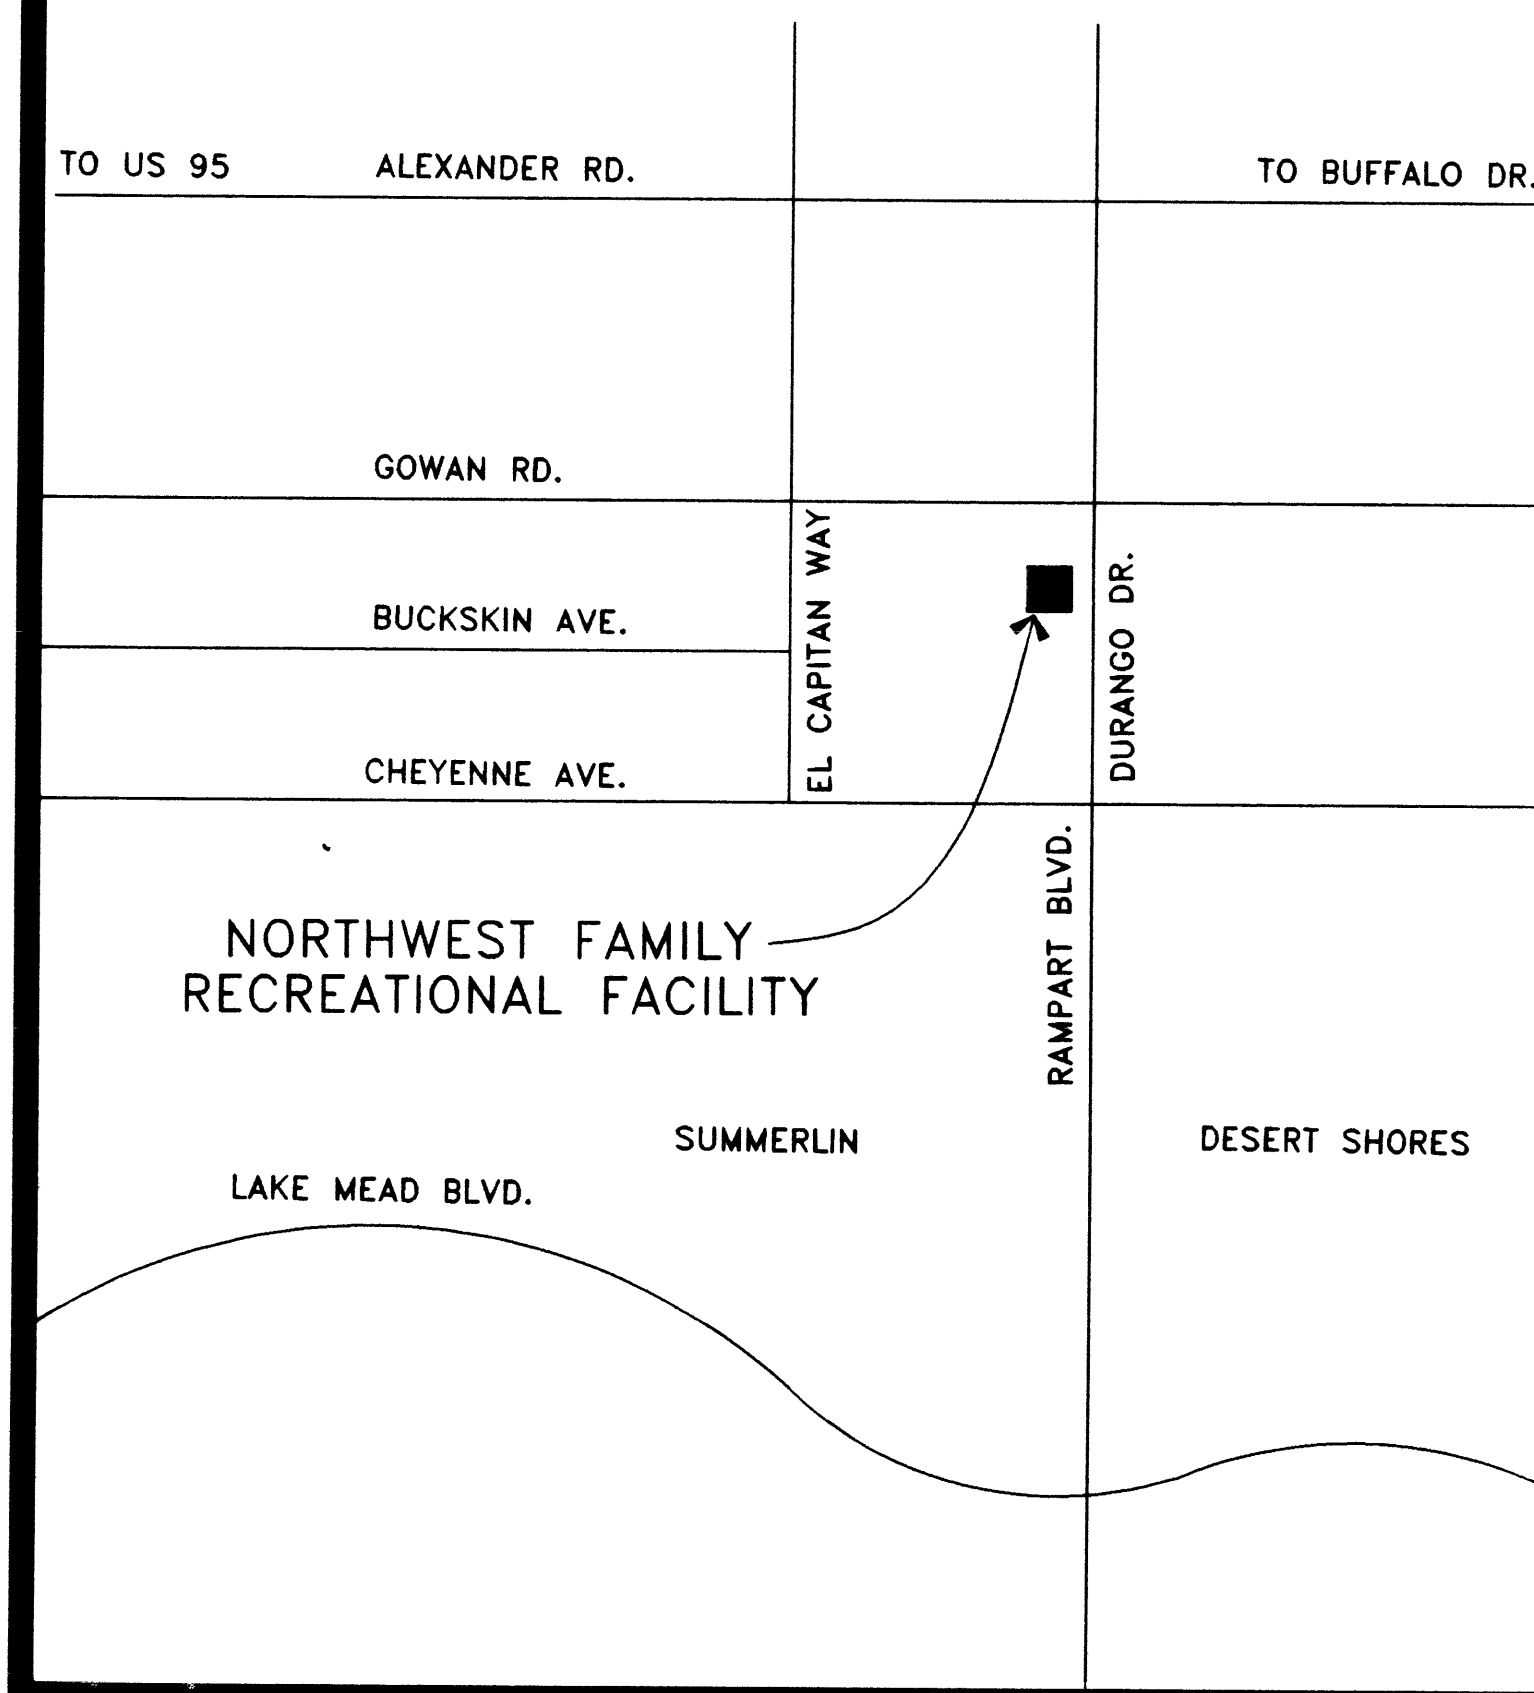 TO US 95 ALEXANDER RD. TO BUFFALO DR.
GOWAN RD.
EL CAPITAN WAY
DURANGO DR.
BUCKSKIN AVE.
CHEYENNE AVE.
RAMPART BLVD.
NORTHWEST FAMILY
RECREATIONAL FACILITY
SUMMERLIN
DESERT SHORES
LAKE MEAD BLVD.